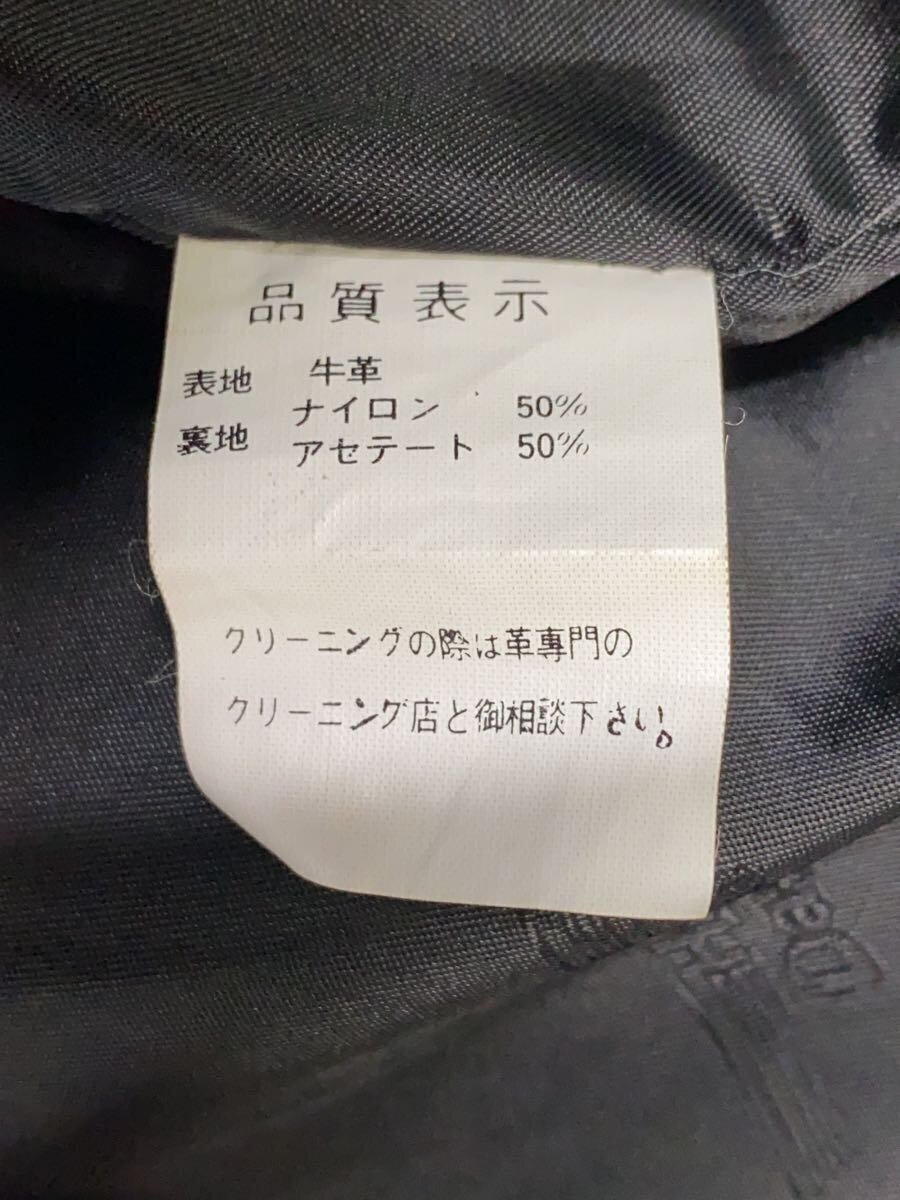 品質表示
表地 牛革
ナイロン 50%
裏地 アセテート 50%
クリーニングの際は革専門の
クリーニング店と御相談下さい。